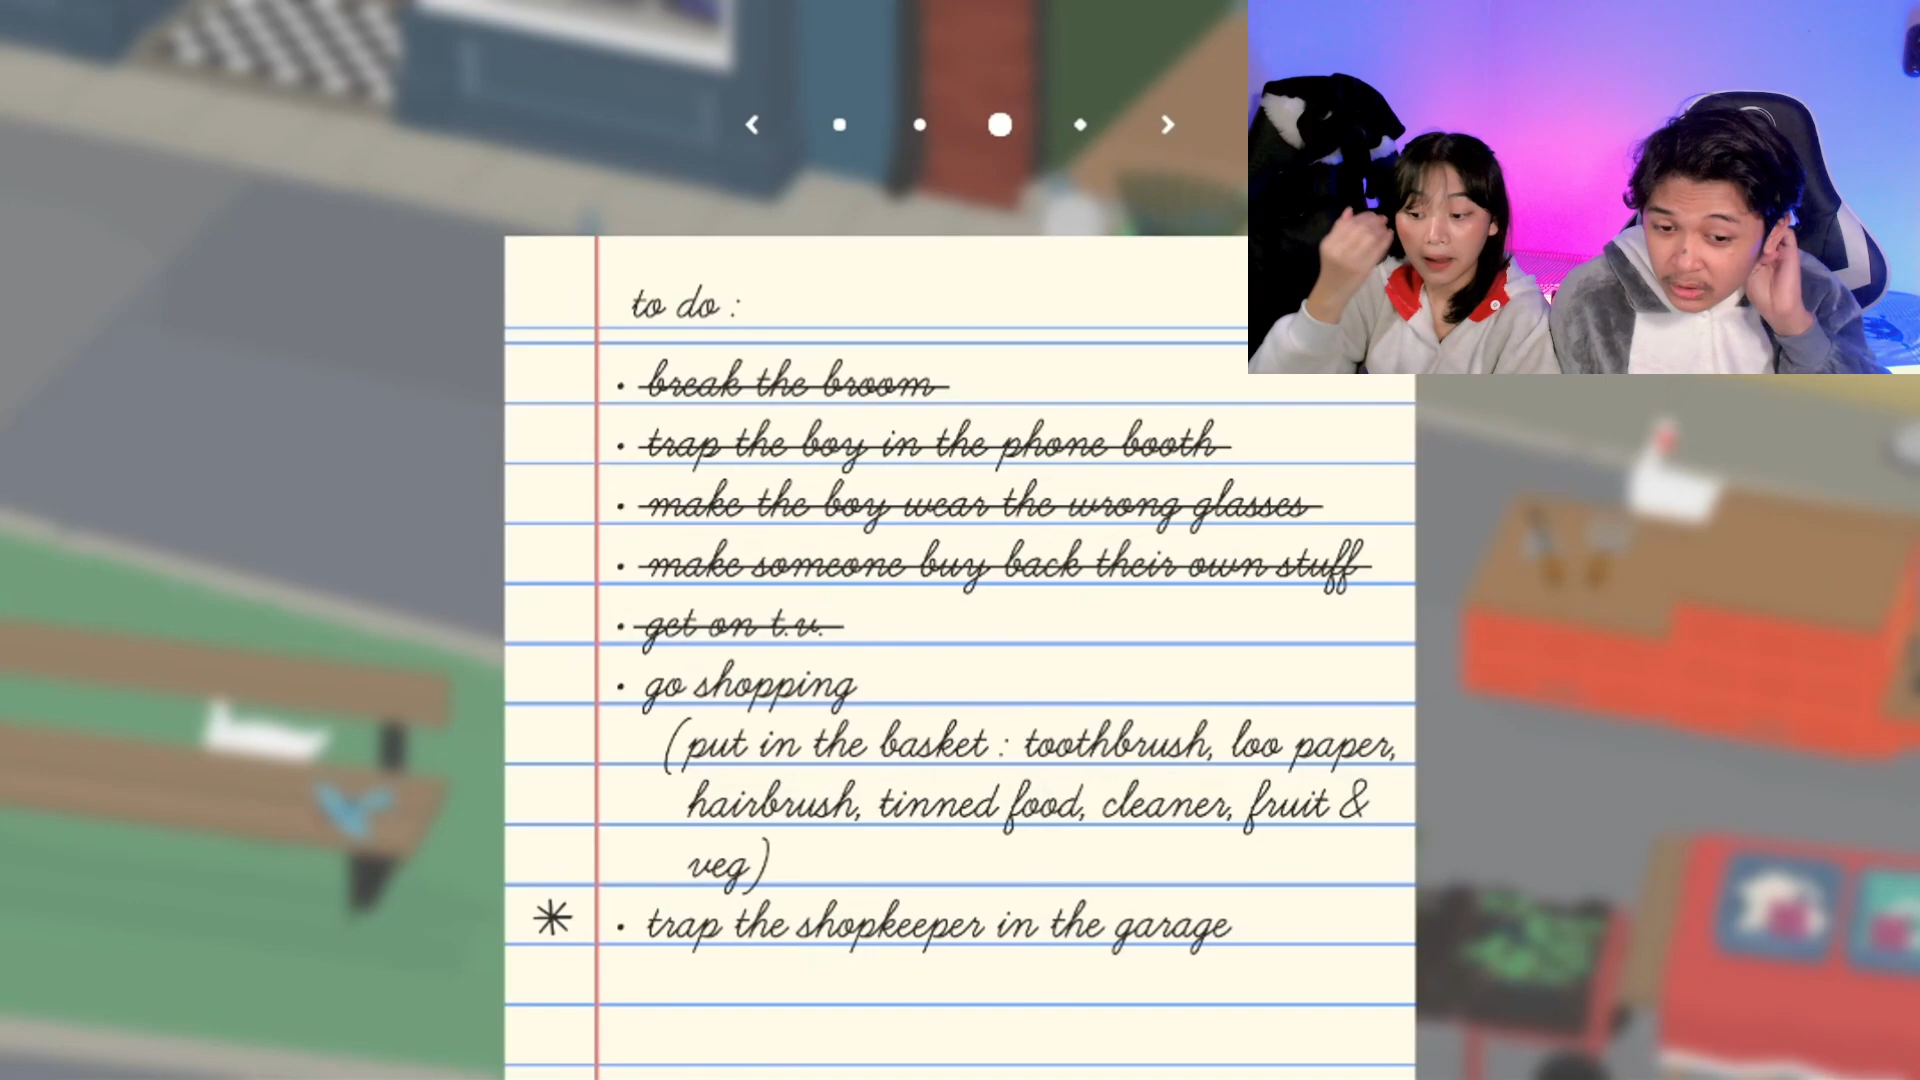 to do :
• break the broom
• trap the boy in the phone booth
• make the boy wear the wrong glasses
• make someone buy back their own stuff
• get on t.v.
• go shopping
(put in the basket : toothbrush, loo paper,
hairbrush, tinned food, cleaner, fruit &
veg)
• trap the shopkeeper in the garage